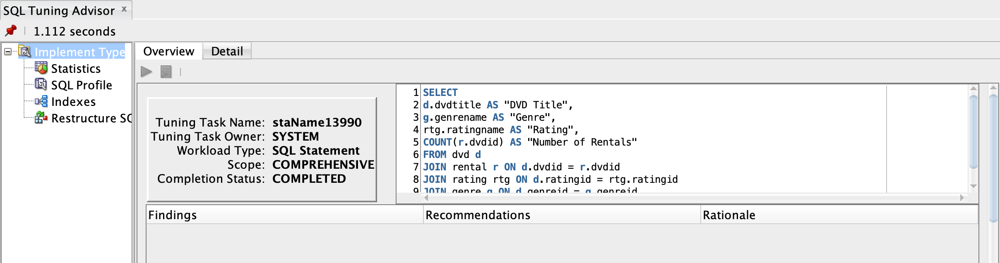 SQL Tuning Advisor x
1.112 seconds
Implement Type
Statistics
SQL Profile
Indexes
Restructure SQ
Overview Detail
Tuning Task Name: staName13990
Tuning Task Owner: SYSTEM
Workload Type: SQL Statement
Scope: COMPREHENSIVE
Completion Status: COMPLETED
1 SELECT
2 d.dvdtitle AS "DVD Title",
3 g.genrename AS "Genre",
4 rtg.ratingname AS "Rating",
5 COUNT(r.dvdid) AS "Number of Rentals"
6 FROM dvd d
7 JOIN rental r ON d.dvdid = r.dvdid
8 JOIN rating rtg ON d.ratingid = rtg.ratingid
9 JOIN genre g ON d.genreid = g.genreid
Findings Recommendations Rationale